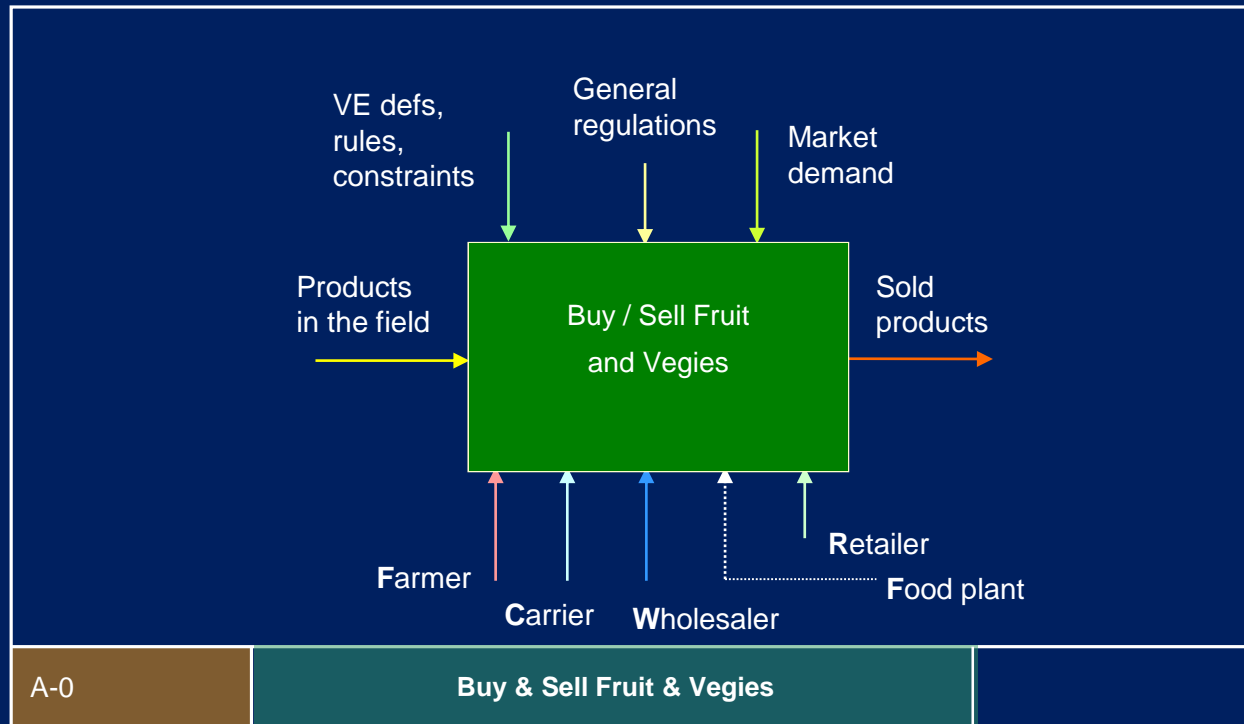 VE defs,
rules,
constraints
General
regulations
Market
demand
Products
in the field
Buy / Sell Fruit
and Vegies
Sold
products
Farmer
Carrier
Wholesaler
Retailer
Food plant
A-0
Buy & Sell Fruit & Vegies